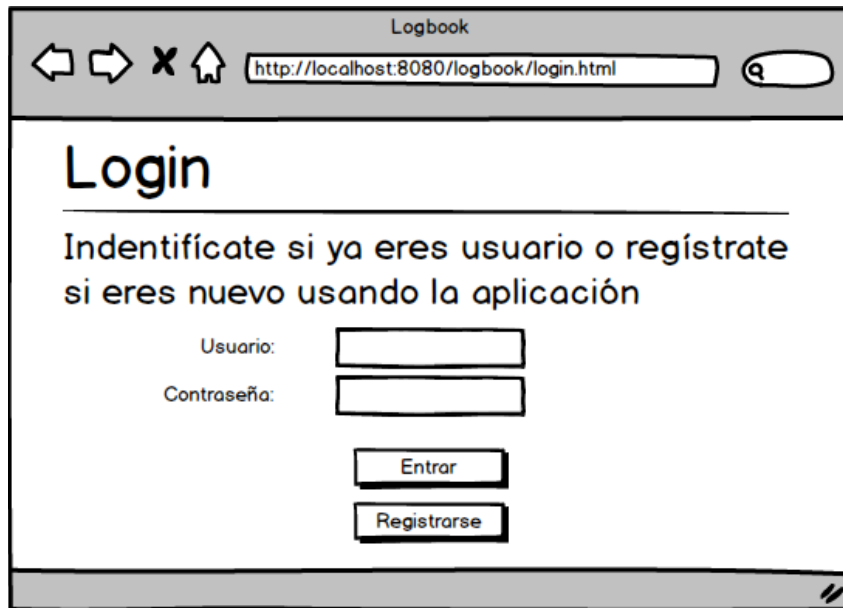 Logbook
http://localhost:8080/logbook/login.html
Login
Indentifícate si ya eres usuario o regístrate
si eres nuevo usando la aplicación
Usuario:
Contraseña:
Entrar
Registrarse